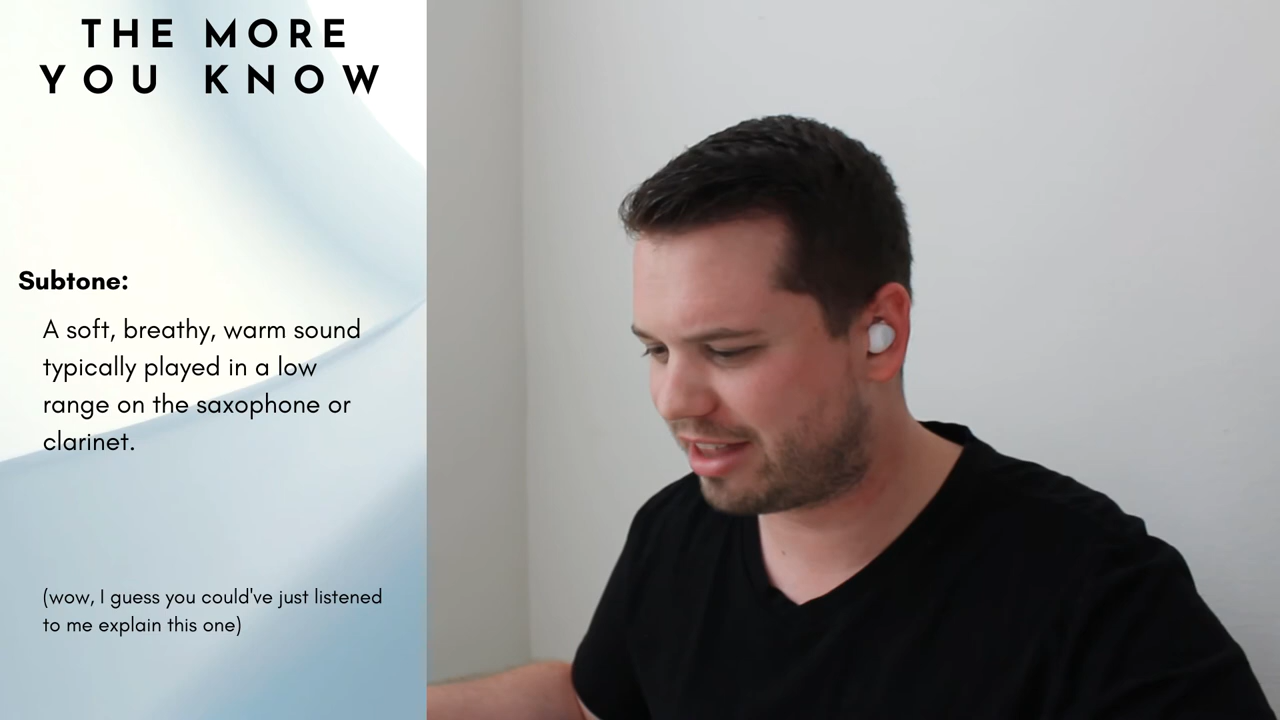 THE MORE
YOU KNOW
Subtone:
A soft, breathy, warm sound
typically played in a low
range on the saxophone or
clarinet.
(wow, I guess you could've just listened
to me explain this one)